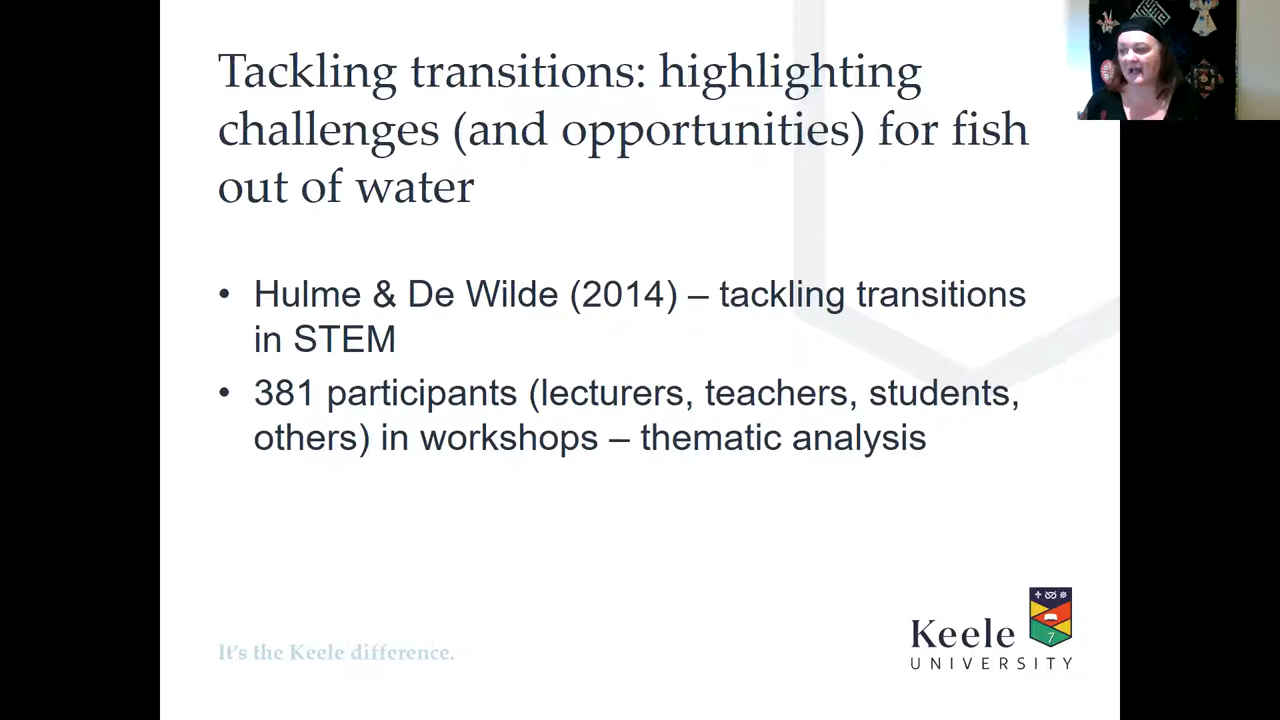 Tackling transitions: highlighting
challenges (and opportunities) for fish
out of water
• Hulme & De Wilde (2014) – tackling transitions
in STEM
• 381 participants (lecturers, teachers, students,
others) in workshops – thematic analysis
It's the Keele difference.
Keele
UNIVERSITY